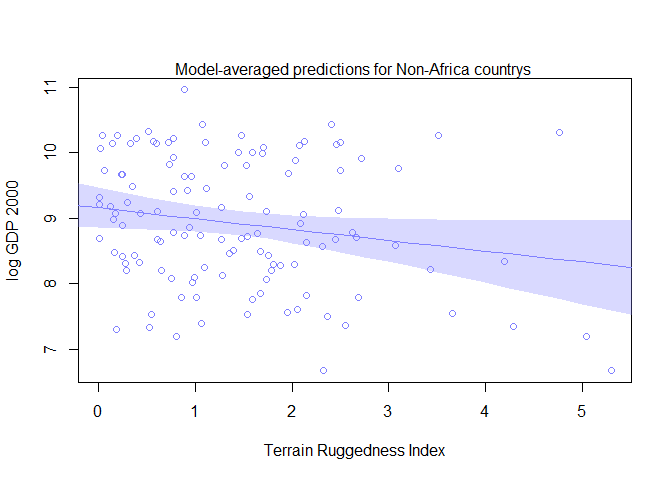 Model-averaged predictions for Non-Africa countrys
11
10
9
8
7
log GDP 2000
0 1 2 3 4 5
Terrain Ruggedness Index